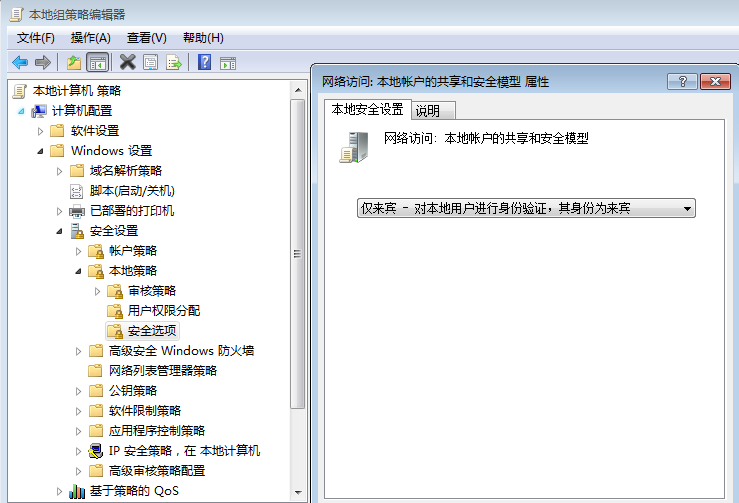 本地组策略编辑器
文件(F) 操作(A) 查看(V) 帮助(H)
本地计算机 策略
计算机配置
软件设置
Windows 设置
域名解析策略
脚本(启动/关机)
已部署的打印机
安全设置
帐户策略
本地策略
审核策略
用户权限分配
安全选项
高级安全 Windows 防火墙
网络列表管理器策略
公钥策略
软件限制策略
应用程序控制策略
IP 安全策略，在 本地计算机
高级审核策略配置
基于策略的 QoS
网络访问: 本地帐户的共享和安全模型 属性
本地安全设置 说明
网络访问: 本地帐户的共享和安全模型
仅来宾 - 对本地用户进行身份验证，其身份为来宾